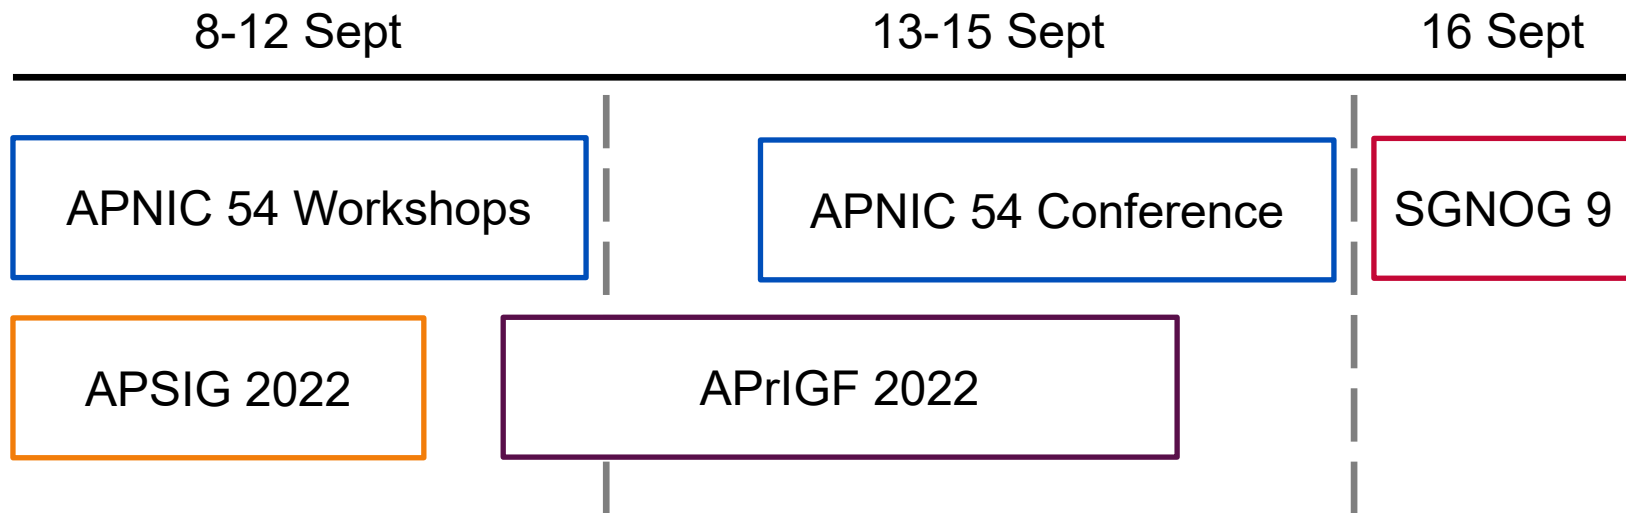 8-12 Sept
13-15 Sept
16 Sept
APNIC 54 Workshops
APNIC 54 Conference
SGNOG 9
APSIG 2022
APrIGF 2022